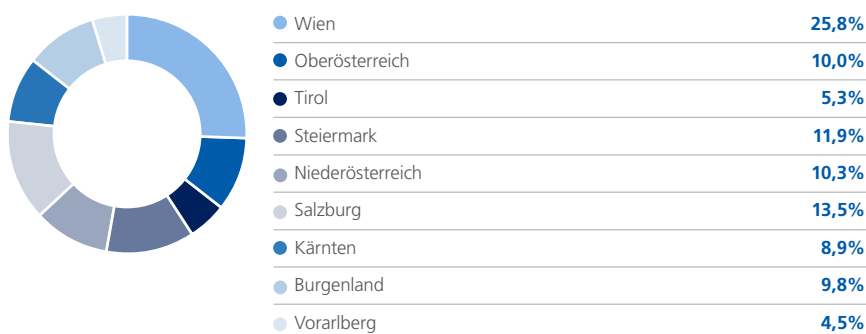 Wien 25,8%
Oberösterreich 10,0%
Tirol 5,3%
Steiermark 11,9%
Niederösterreich 10,3%
Salzburg 13,5%
Kärnten 8,9%
Burgenland 9,8%
Vorarlberg 4,5%